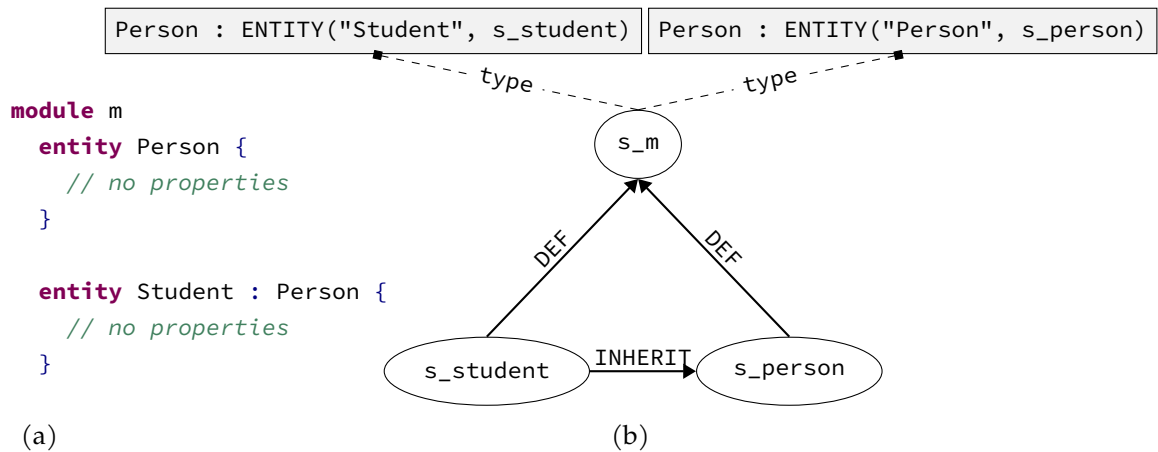 Person : ENTITY("Student", s_student)
Person : ENTITY("Person", s_person)
type
type
module m
entity Person {
// no properties
}
entity Student : Person {
// no properties
}
s_m
DEF
DEF
s_student
INHERIT
s_person
(a)
(b)